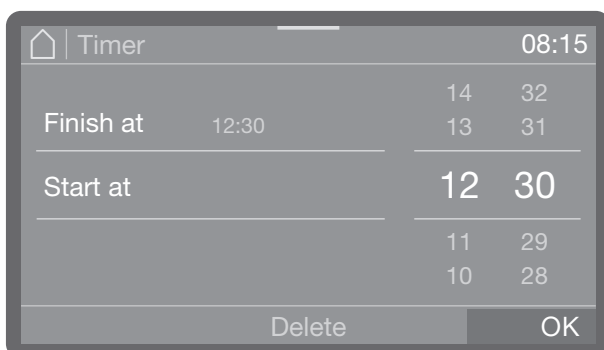 Timer 08:15
14 32
Finish at 12:30 13 31
Start at 12 30
11 29
10 28
Delete OK